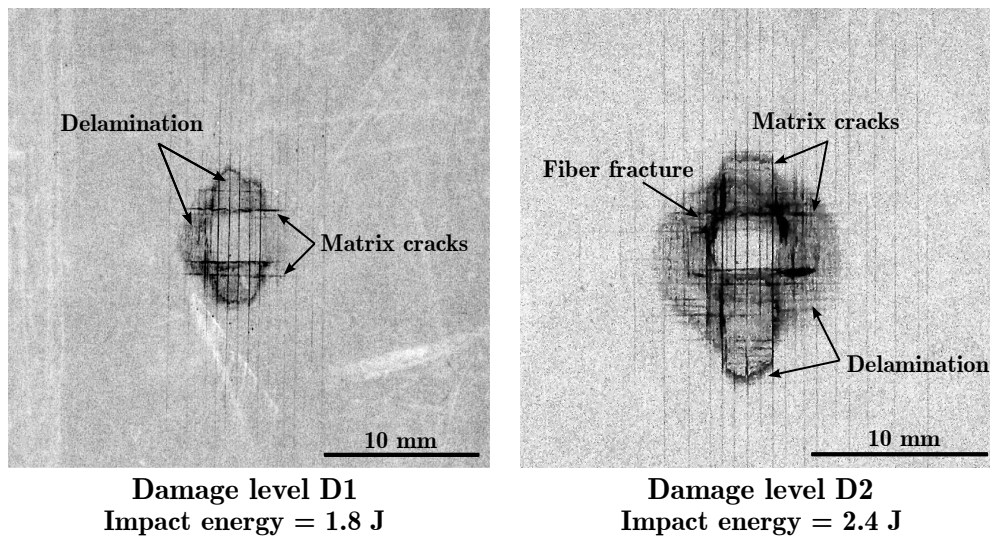 Delamination
Matrix cracks
10 mm
Damage level D1
Impact energy = 1.8 J
Matrix cracks
Fiber fracture
Delamination
10 mm
Damage level D2
Impact energy = 2.4 J